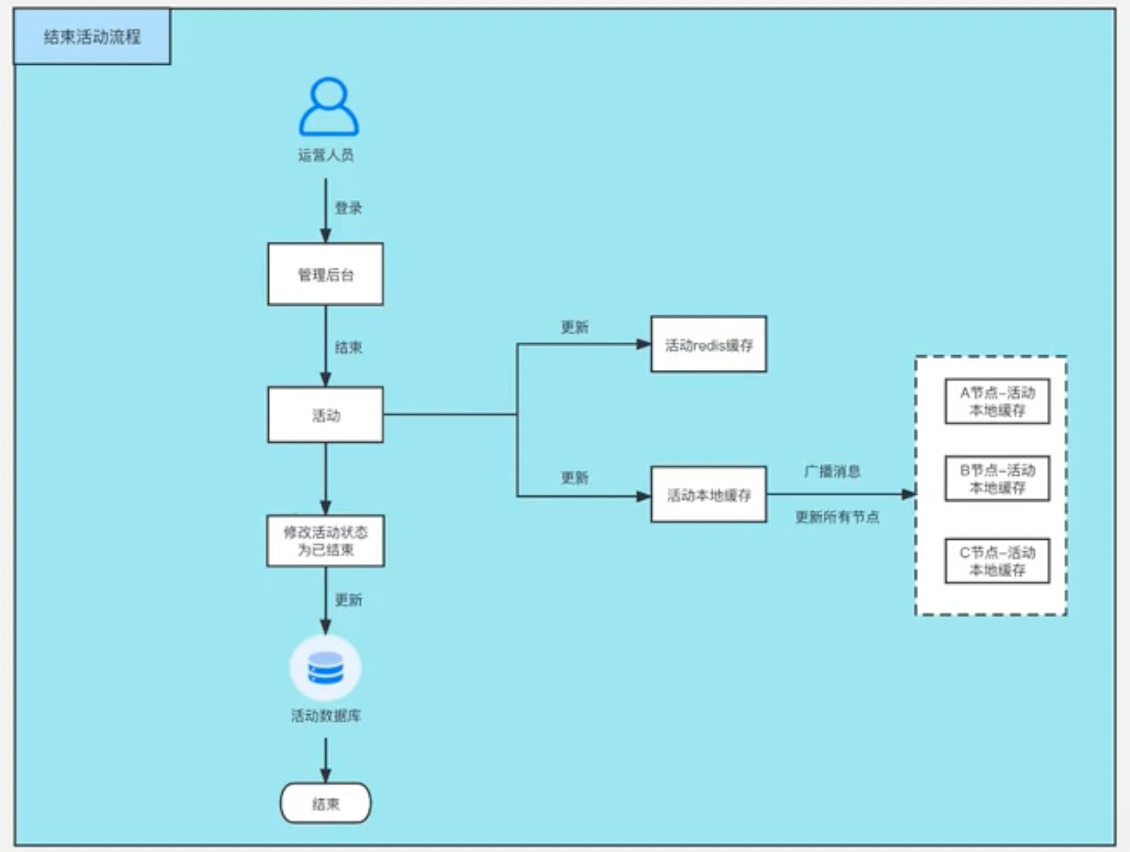 结束活动流程
运营人员
登录
管理后台
结束
活动
更新
活动redis缓存
更新
活动本地缓存
广播消息
更新所有节点
A节点-活动
本地缓存
B节点-活动
本地缓存
C节点-活动
本地缓存
修改活动状态
为已结束
更新
活动数据库
结束